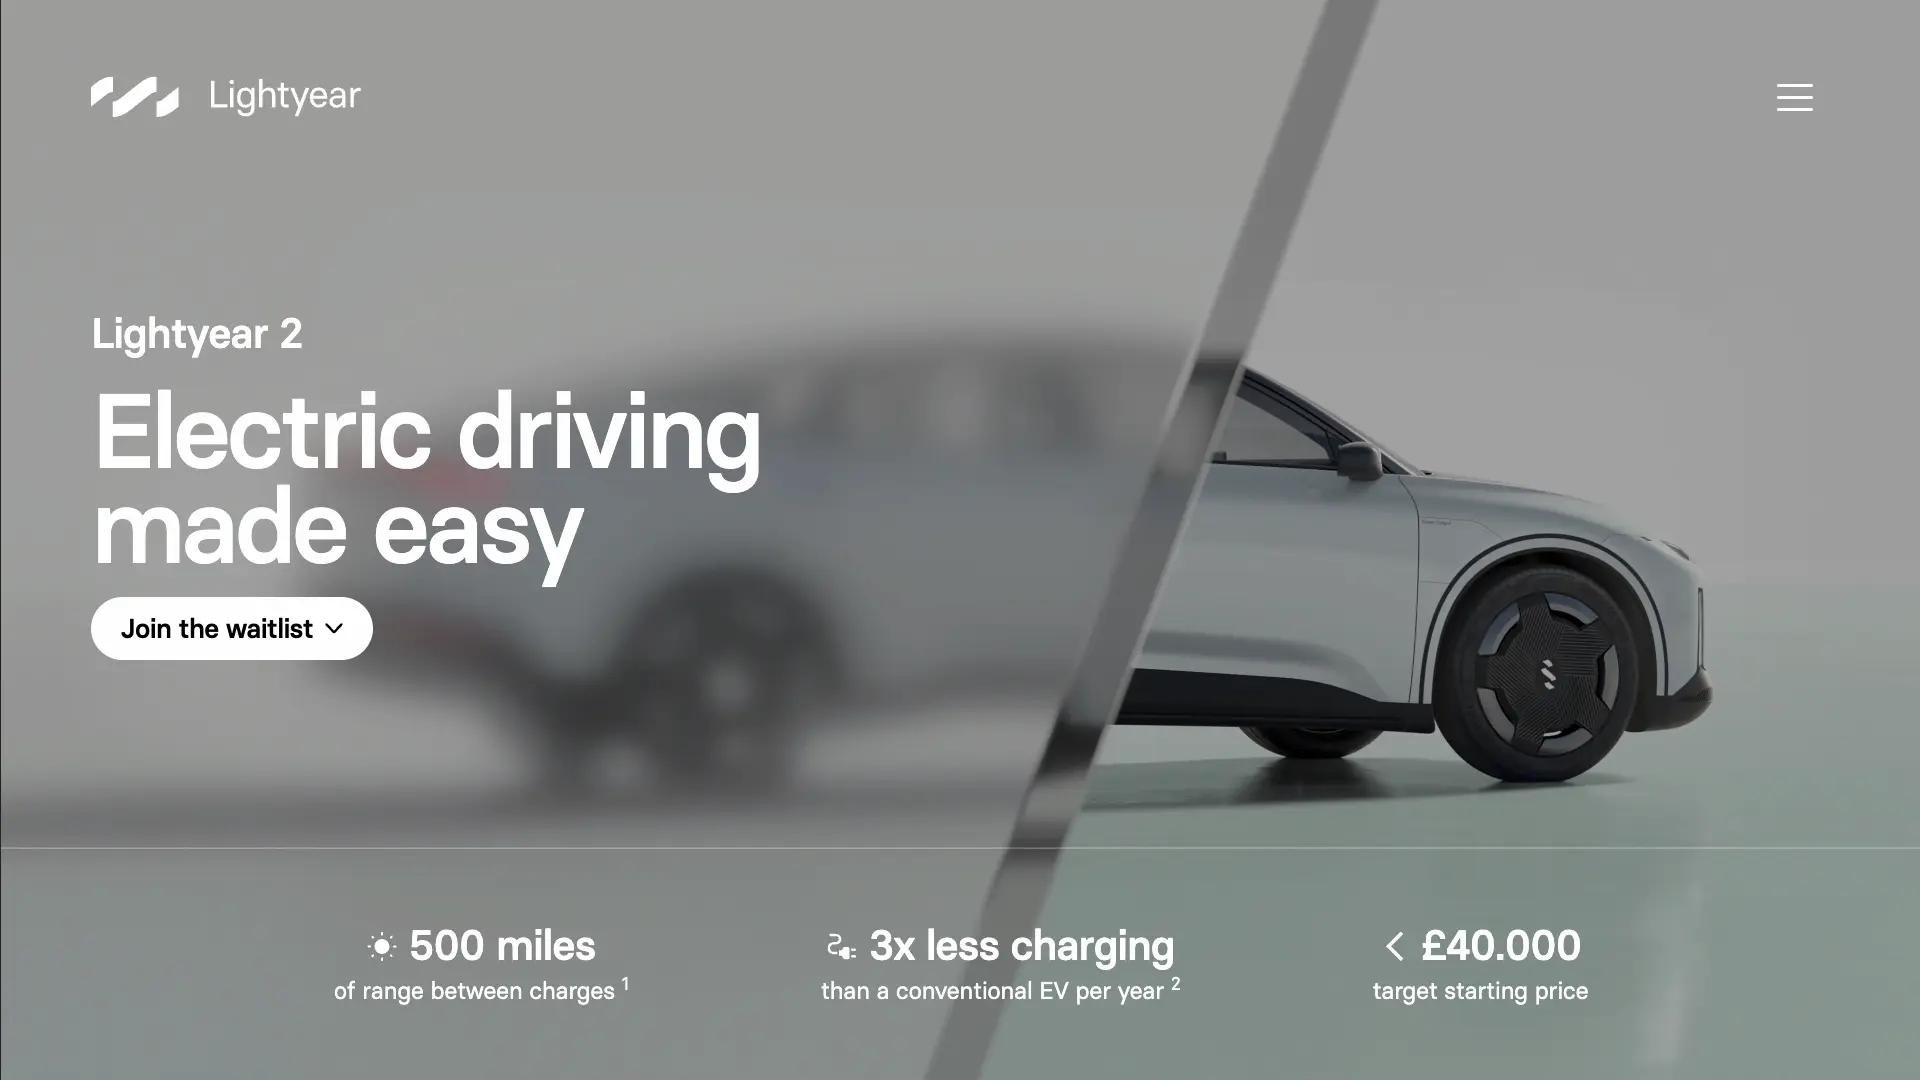 Lightyear
Lightyear 2
Electric driving
made easy
Join the waitlist
500 miles
of range between charges 1
3x less charging
than a conventional EV per year 2
< £40.000
target starting price